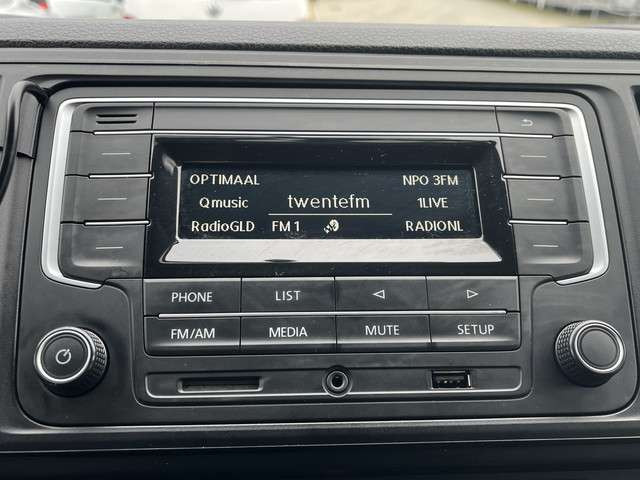 OPTIMAAL NPO 3FM
Qmusic twentefm 1LIVE
RadioGLD FM 1 RADIONL
PHONE LIST
FM/AM MEDIA MUTE SETUP